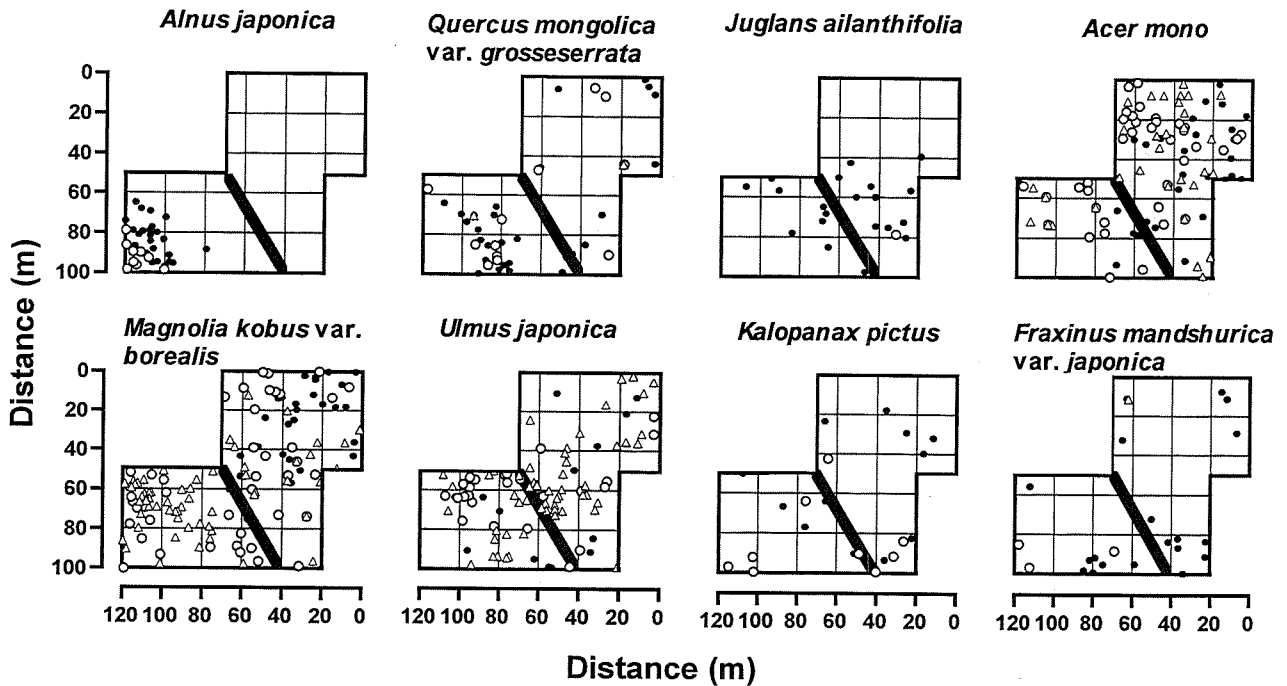 Alnus japonica
Quercus mongolica
var. grosseserrata
Juglans ailanthifolia
Acer mono
0
20
40
60
80
100
Magnolia kobus var.
borealis
Ulmus japonica
Kalopanax pictus
Fraxinus mandshurica
var. japonica
0
20
40
60
80
100
Distance (m)
120 100 80 60 40 20 0
120 100 80 60 40 20 0
120 100 80 60 40 20 0
120 100 80 60 40 20 0
Distance (m)